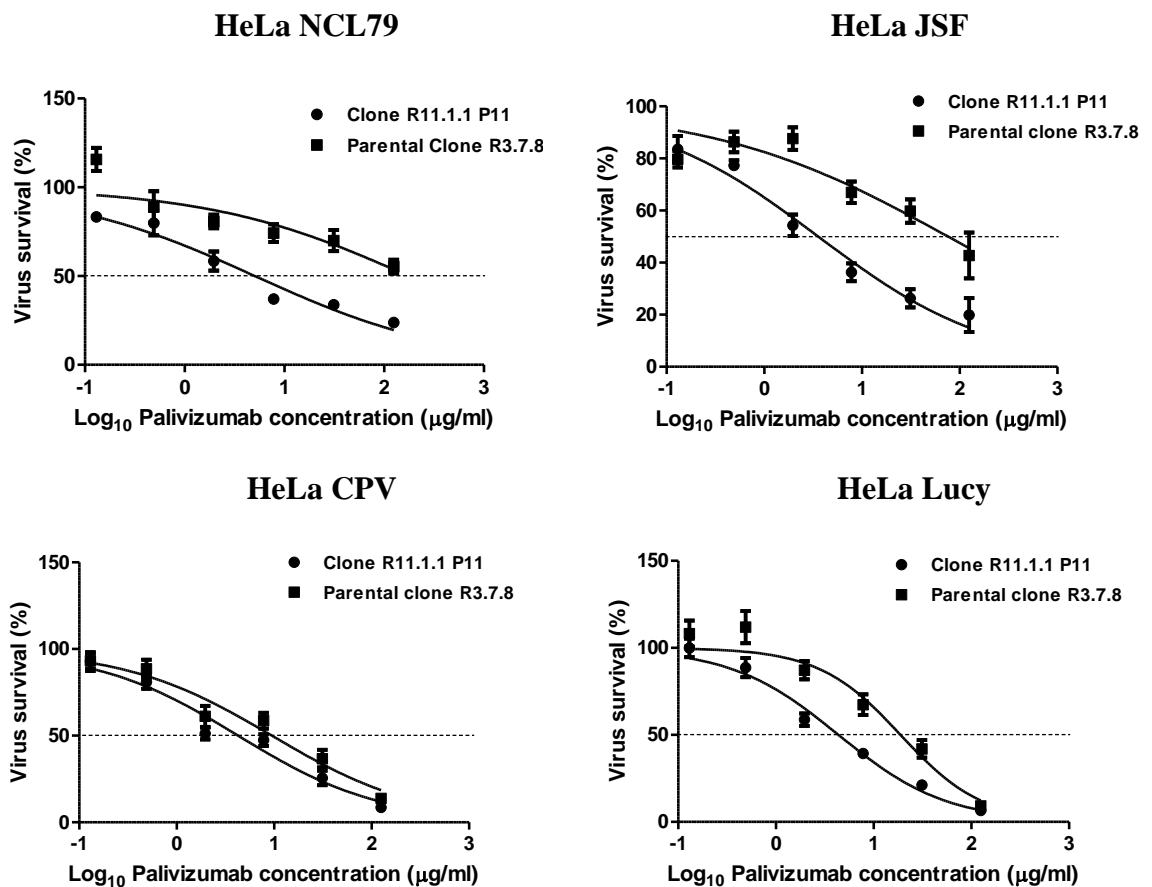 HeLa NCL79
150
100
50
0
-1 0 1 2 3
Virus survival (%)
Log₁₀ Palivizumab concentration (μg/ml)
Clone R11.1.1 P11
Parental Clone R3.7.8
HeLa JSF
100
80
60
40
20
0
-1 0 1 2 3
Virus survival (%)
Log₁₀ Palivizumab concentration (μg/ml)
Clone R11.1.1 P11
Parental clone R3.7.8
HeLa CPV
150
100
50
0
-1 0 1 2 3
Virus survival (%)
Log₁₀ Palivizumab concentration (μg/ml)
Clone R11.1.1 P11
Parental clone R3.7.8
HeLa Lucy
150
100
50
0
-1 0 1 2 3
Virus survival (%)
Log₁₀ Palivizumab concentration (μg/ml)
Clone R11.1.1 P11
Parental clone R3.7.8